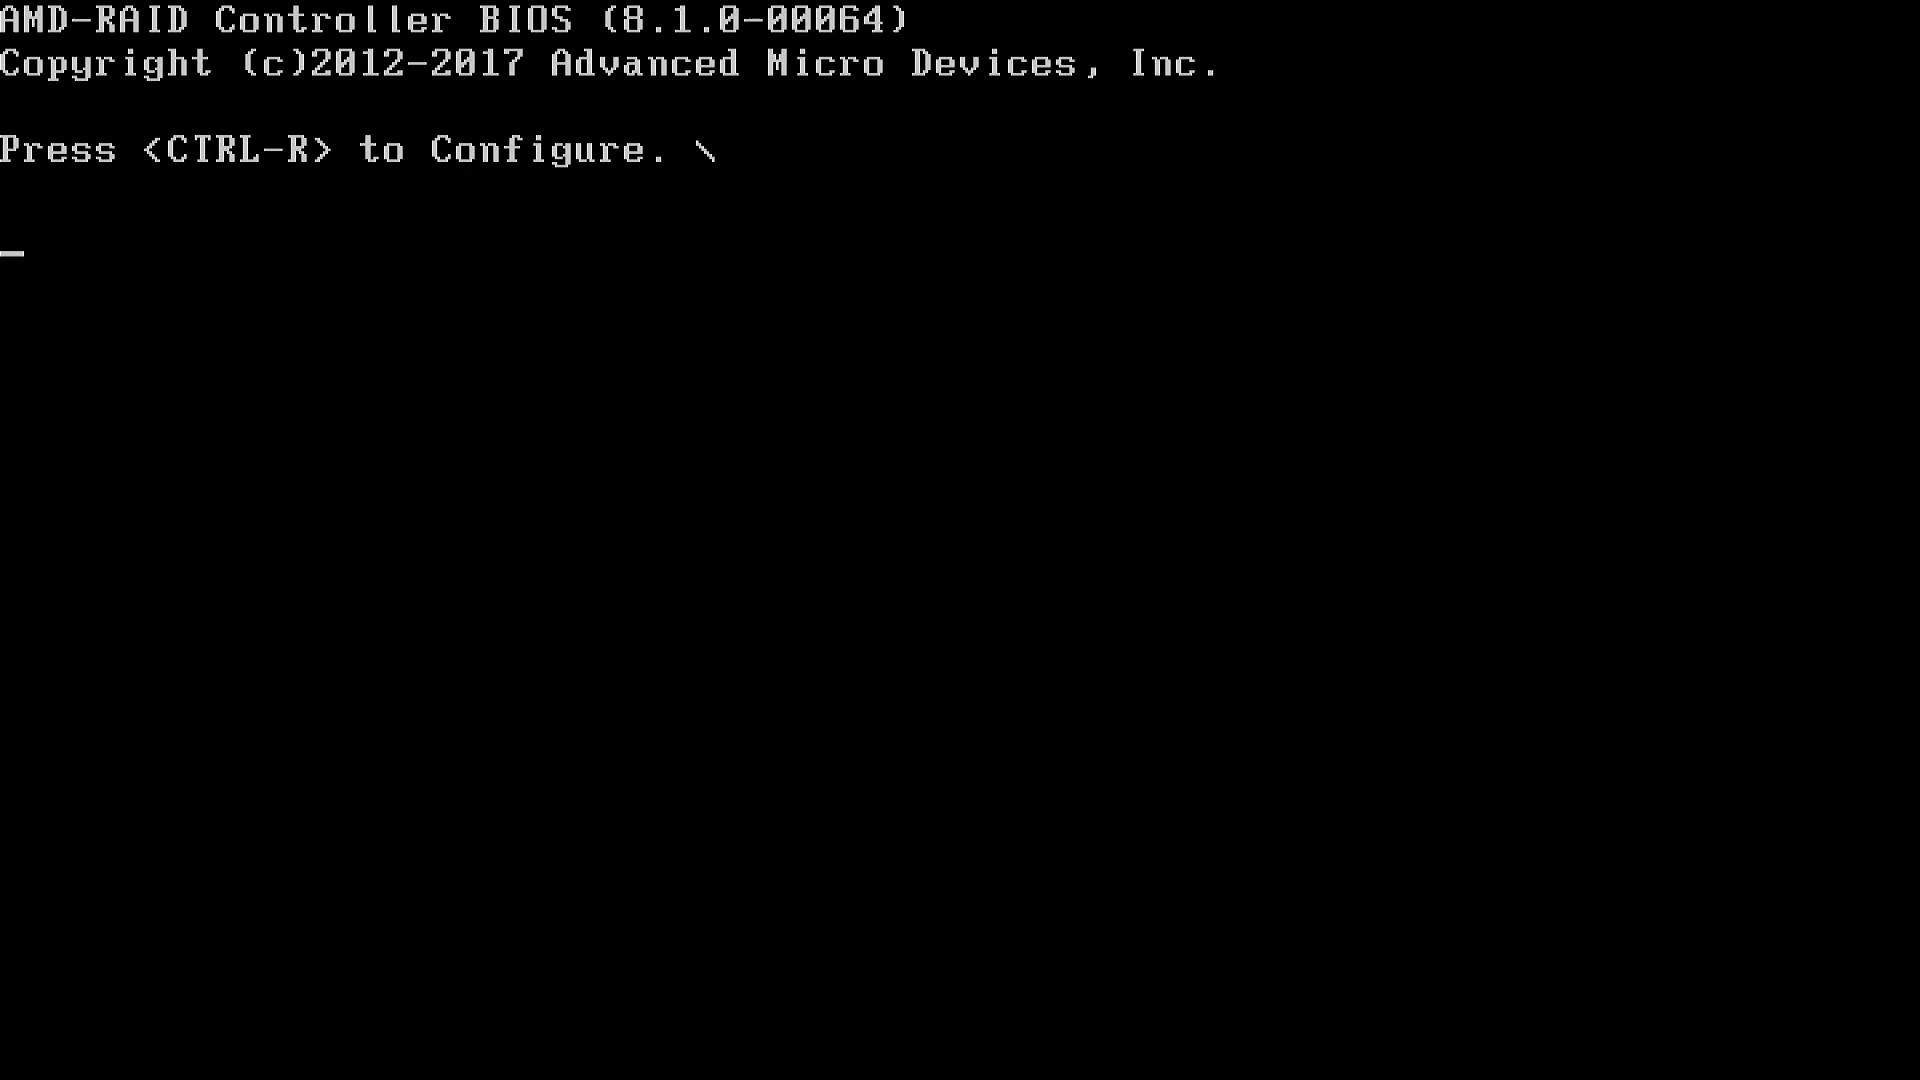 AMD-RAID Controller BIOS (8.1.0-00064)
Copyright (c)2012-2017 Advanced Micro Devices, Inc.
Press <CTRL-R> to Configure. \
_